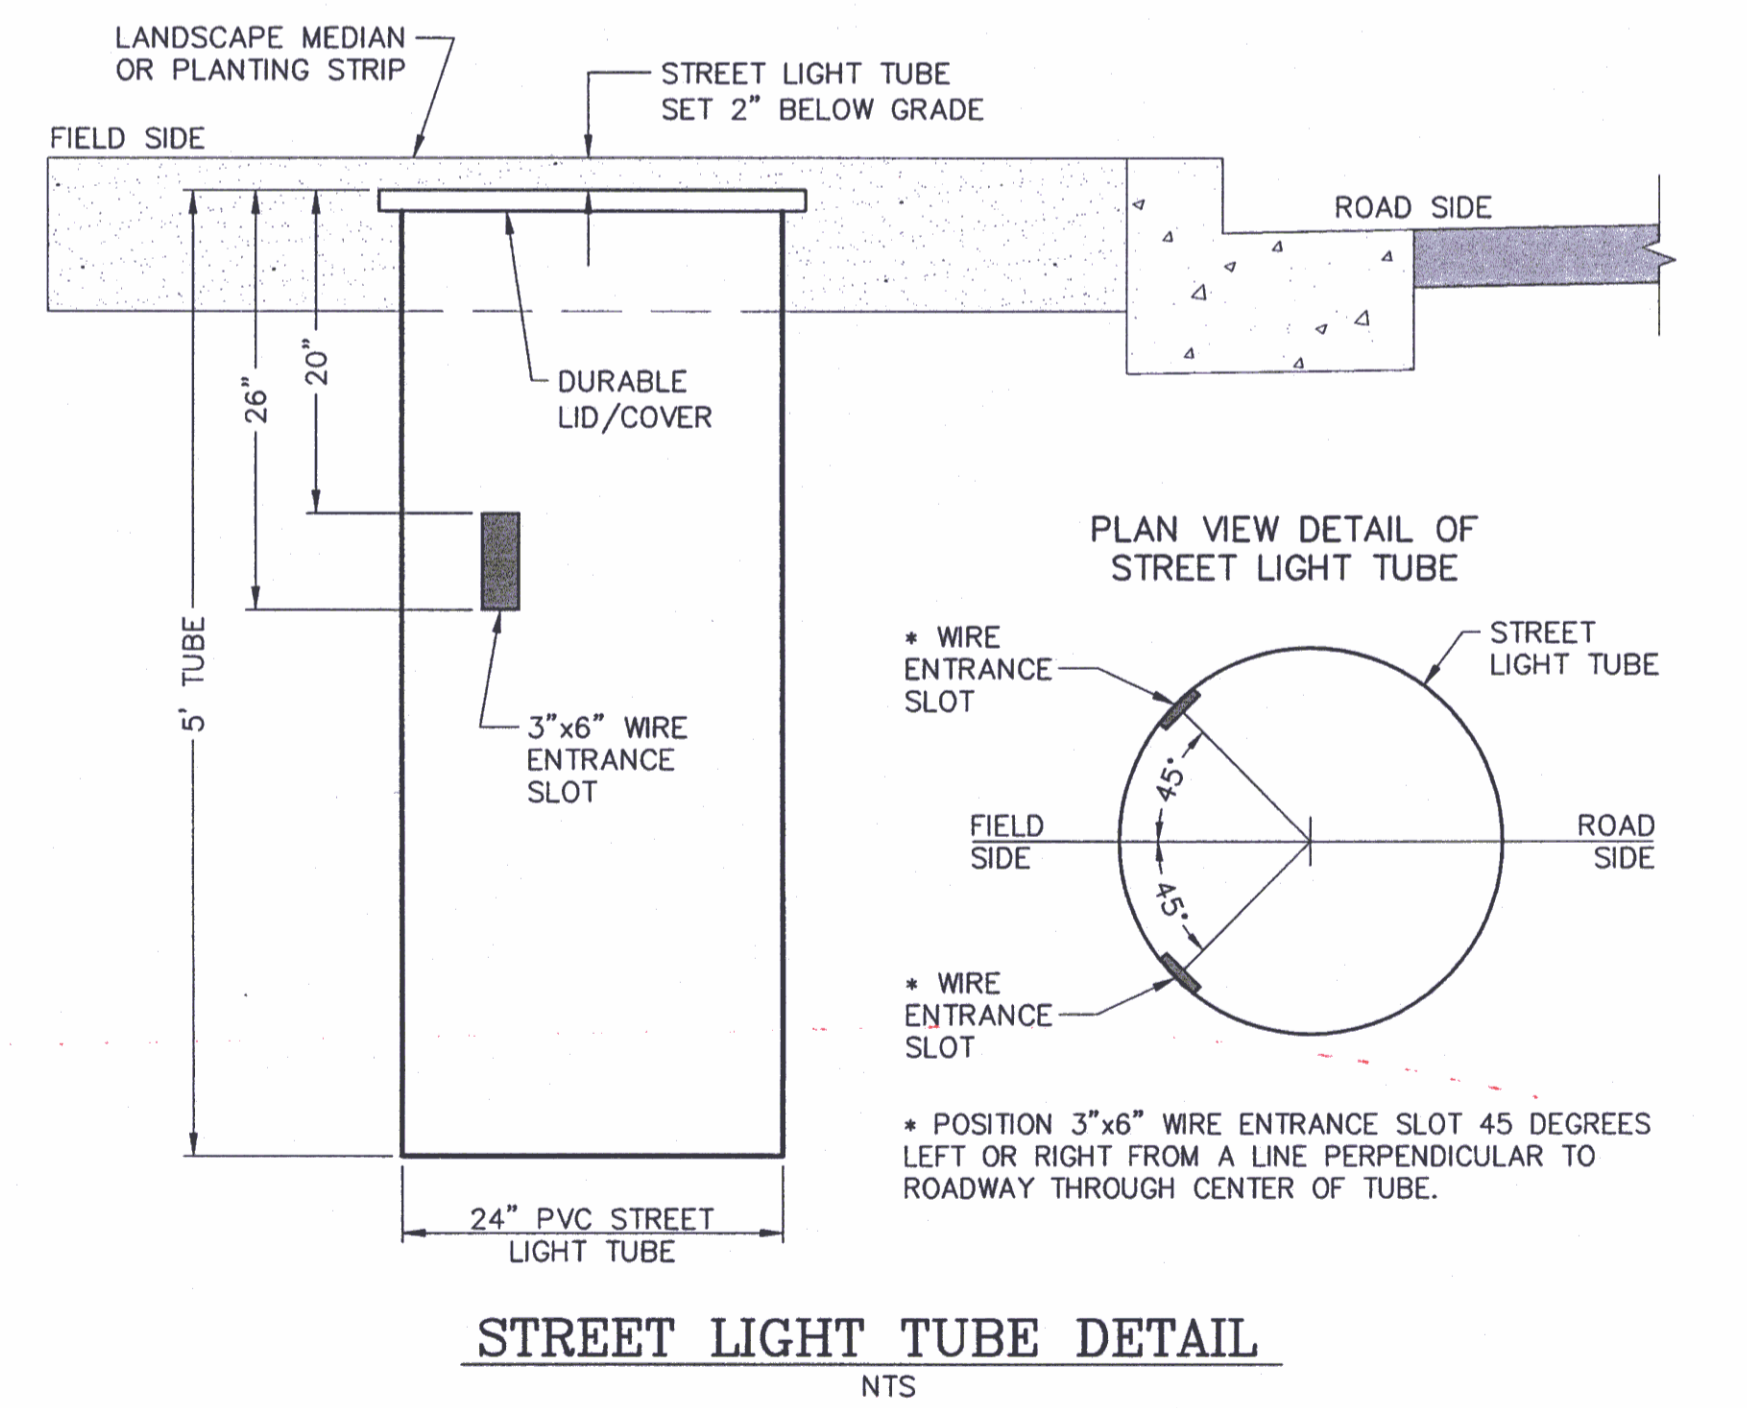 LANDSCAPE MEDIAN
OR PLANTING STRIP
STREET LIGHT TUBE
SET 2" BELOW GRADE
FIELD SIDE
ROAD SIDE
20"
26"
DURABLE
LID/COVER
5' TUBE
3"x6" WIRE
ENTRANCE
SLOT
24" PVC STREET
LIGHT TUBE
PLAN VIEW DETAIL OF
STREET LIGHT TUBE
* WIRE
ENTRANCE
SLOT
STREET
LIGHT TUBE
45°
FIELD
SIDE
ROAD
SIDE
45°
* WIRE
ENTRANCE
SLOT
* POSITION 3"x6" WIRE ENTRANCE SLOT 45 DEGREES
LEFT OR RIGHT FROM A LINE PERPENDICULAR TO
ROADWAY THROUGH CENTER OF TUBE.
STREET LIGHT TUBE DETAIL
NTS